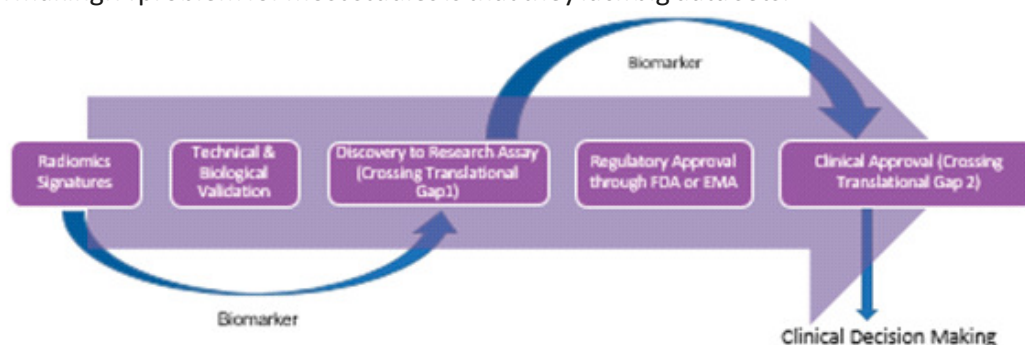 Biomarker
Radiomics
Signatures
Technical &
Biological
Validation
Discovery to Research Assay
(Crossing Translational
Gap1)
Regulatory Approval
through FDA or EMA
Clinical Approval (Crossing
Translational Gap 2)
Biomarker
Clinical Decision Making